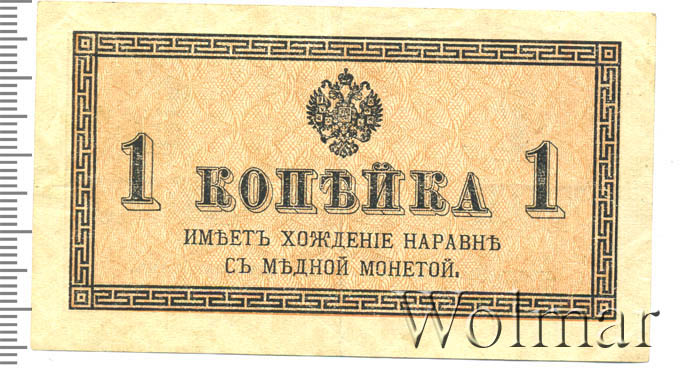 1 КОПѢЙКА 1
ИМѢЕТЪ ХОЖДЕНІЕ НАРАВНѢ
СЪ МѢДНОЙ МОНЕТОЙ.
Wolmar